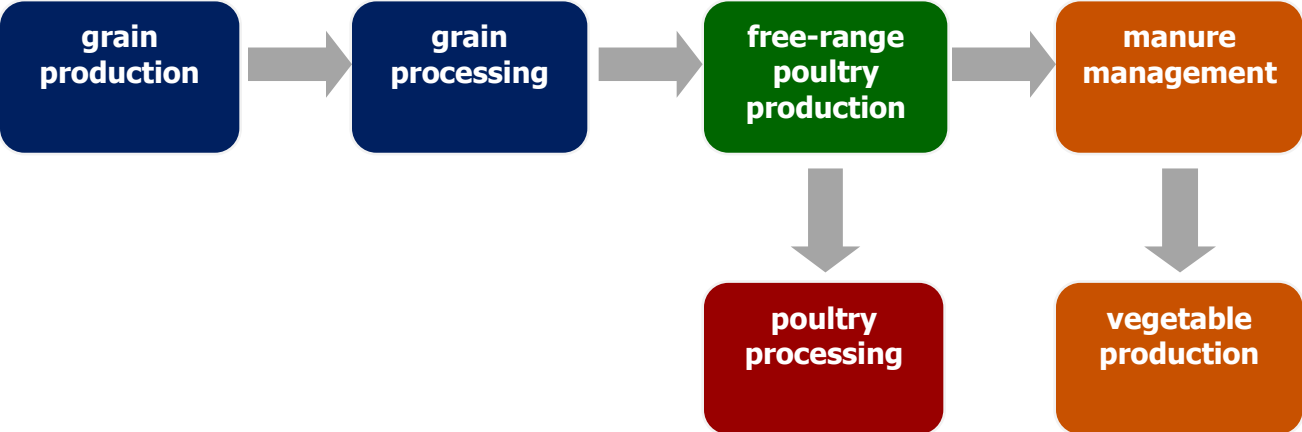 grain
production
grain
processing
free-range
poultry
production
manure
management
poultry
processing
vegetable
production